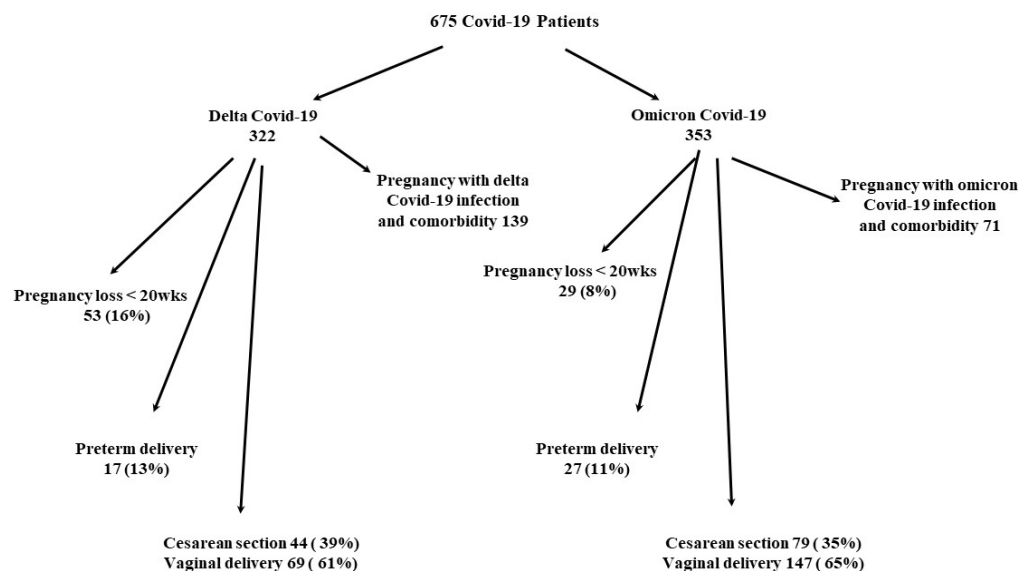 675 Covid-19 Patients
Delta Covid-19
322
Omicron Covid-19
353
Pregnancy with delta
Covid-19 infection
and comorbidity 139
Pregnancy with omicron
Covid-19 infection
and comorbidity 71
Pregnancy loss < 20wks
53 (16%)
Pregnancy loss < 20wks
29 (8%)
Preterm delivery
17 (13%)
Preterm delivery
27 (11%)
Cesarean section 44 ( 39%)
Vaginal delivery 69 ( 61%)
Cesarean section 79 ( 35%)
Vaginal delivery 147 ( 65%)